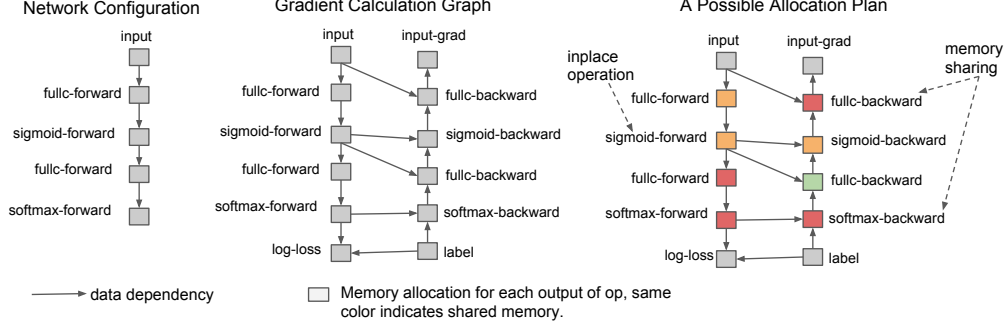 Network Configuration
input
fullc-forward
sigmoid-forward
fullc-forward
softmax-forward
Gradient Calculation Graph
input
input-grad
fullc-forward
fullc-backward
sigmoid-forward
sigmoid-backward
fullc-forward
fullc-backward
softmax-forward
softmax-backward
log-loss
label
A Possible Allocation Plan
input
input-grad
inplace
operation
memory
sharing
fullc-forward
fullc-backward
sigmoid-forward
sigmoid-backward
fullc-forward
fullc-backward
softmax-forward
softmax-backward
log-loss
label
data dependency
Memory allocation for each output of op, same
color indicates shared memory.